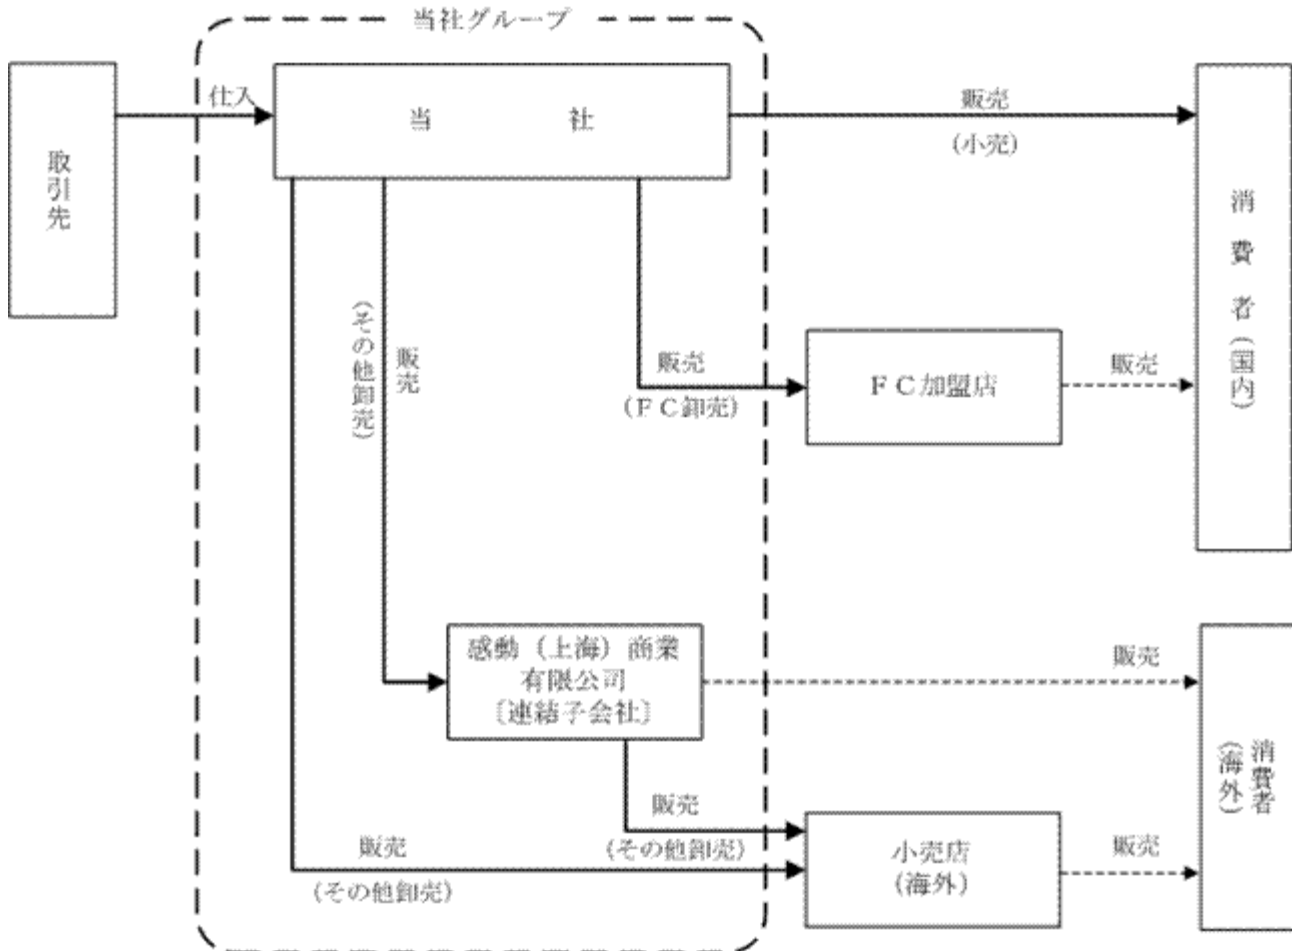 当社グループ
仕入
当　　　社
販売
(小売)
取引先
消費者(国内)
(その他卸売)
販売
販売
(FC卸売)
FC加盟店
販売
感動（上海）商業
有限公司
〔連結子会社〕
販売
消費者
(海外)
販売
(その他卸売)
販売
(その他卸売)
小売店
(海外)
販売